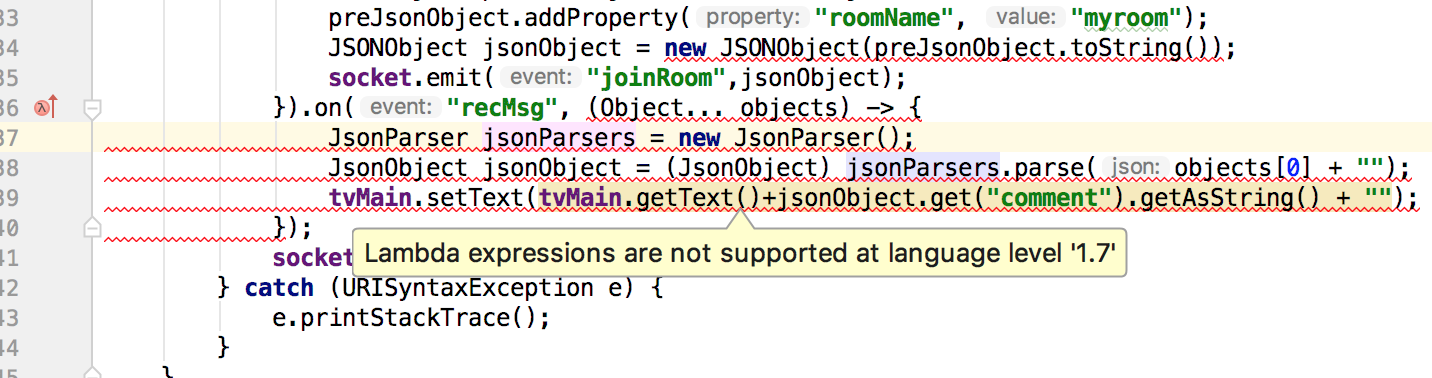 33 preJsonObject.addProperty( property: "roomName", value: "myroom");
34 JSONObject jsonObject = new JSONObject(preJsonObject.toString());
35 socket.emit( event: "joinRoom",jsonObject);
36 λ }).on( event: "recMsg", (Object... objects) -> {
37 JsonParser jsonParsers = new JsonParser();
38 JsonObject jsonObject = (JsonObject) jsonParsers.parse( json: objects[0] + "");
39 tvMain.setText(tvMain.getText()+jsonObject.get("comment").getAsString() + "");
40 });
41 socket
Lambda expressions are not supported at language level '1.7'
42 } catch (URISyntaxException e) {
43 e.printStackTrace();
44 }
45 }